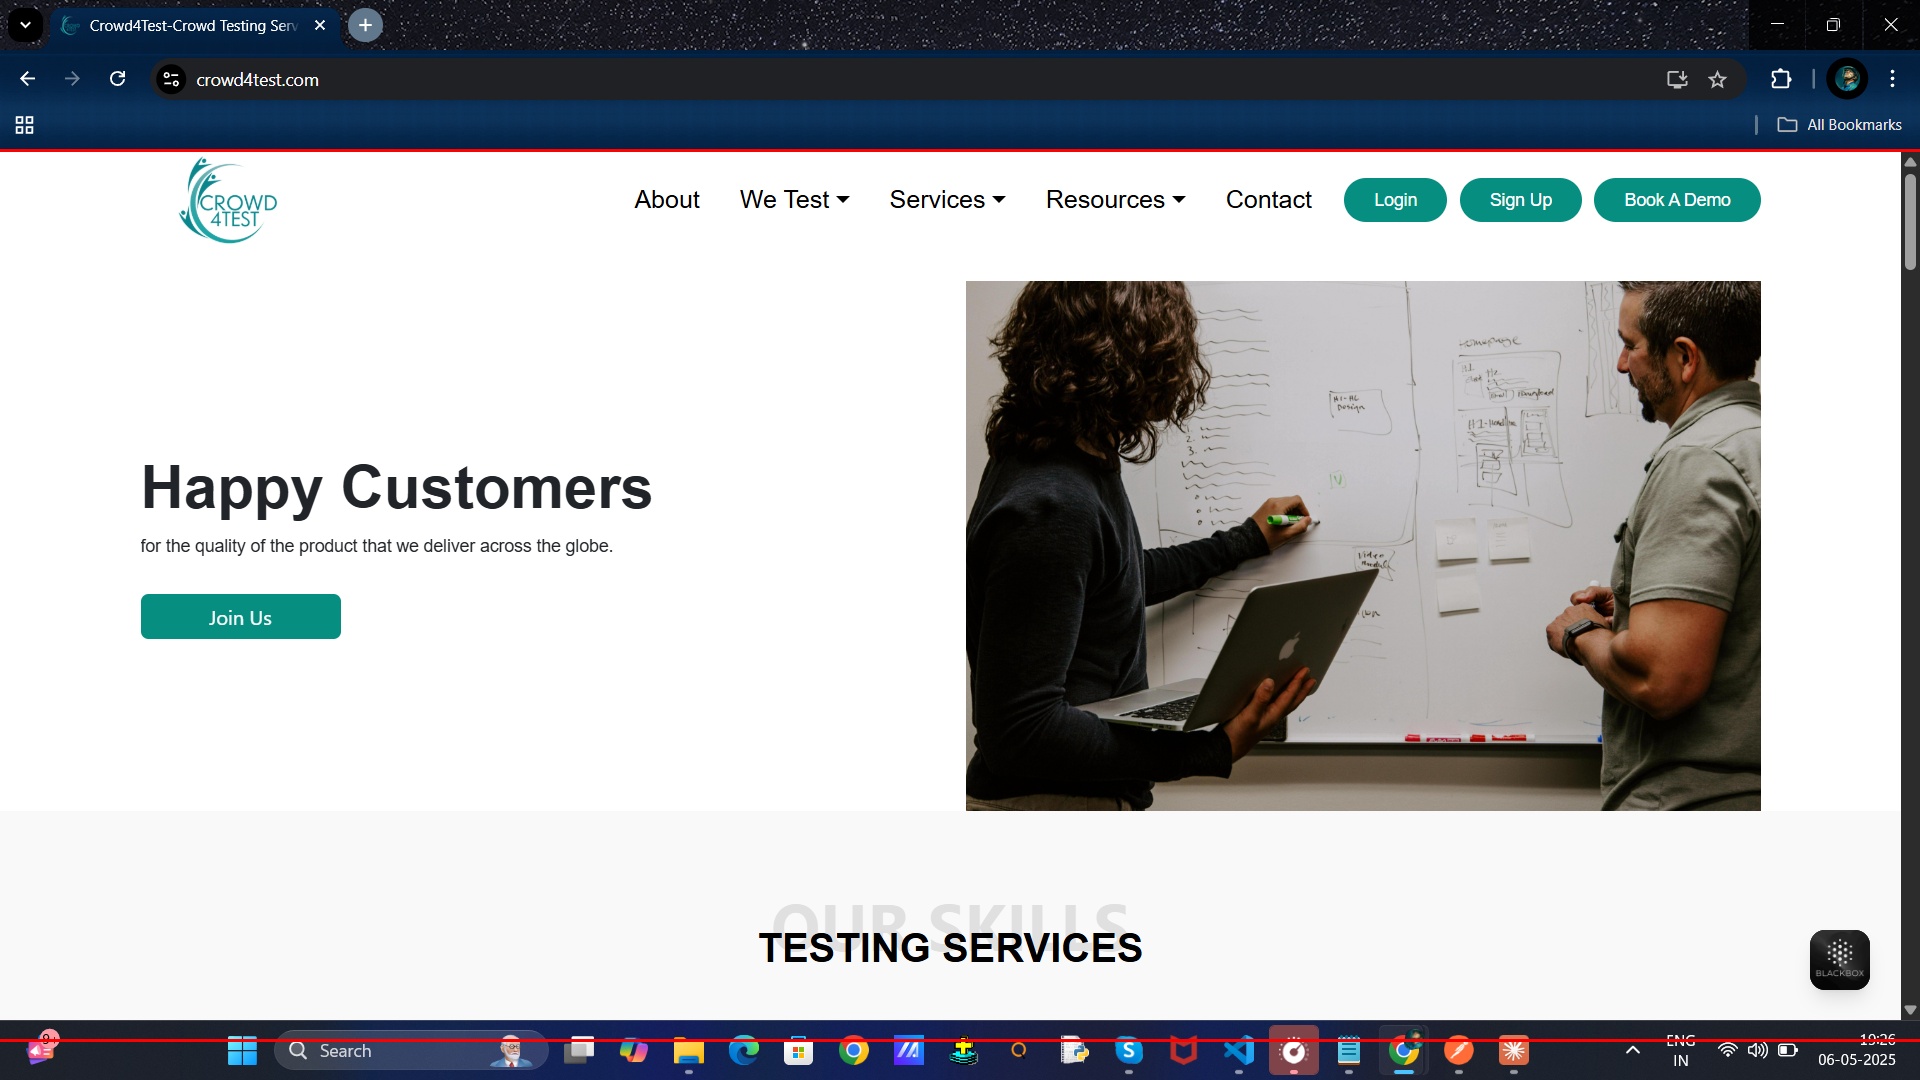 Crowd4Test-Crowd Testing Serv
crowd4test.com
All Bookmarks
CROWD
4TEST
About
We Test
Services
Resources
Contact
Login
Sign Up
Book A Demo
Homepage
Happy Customers
for the quality of the product that we deliver across the globe.
Join Us
OUR SKILLS
TESTING SERVICES
BLACKBOX
Search
ENG
IN
19:26
06-05-2025